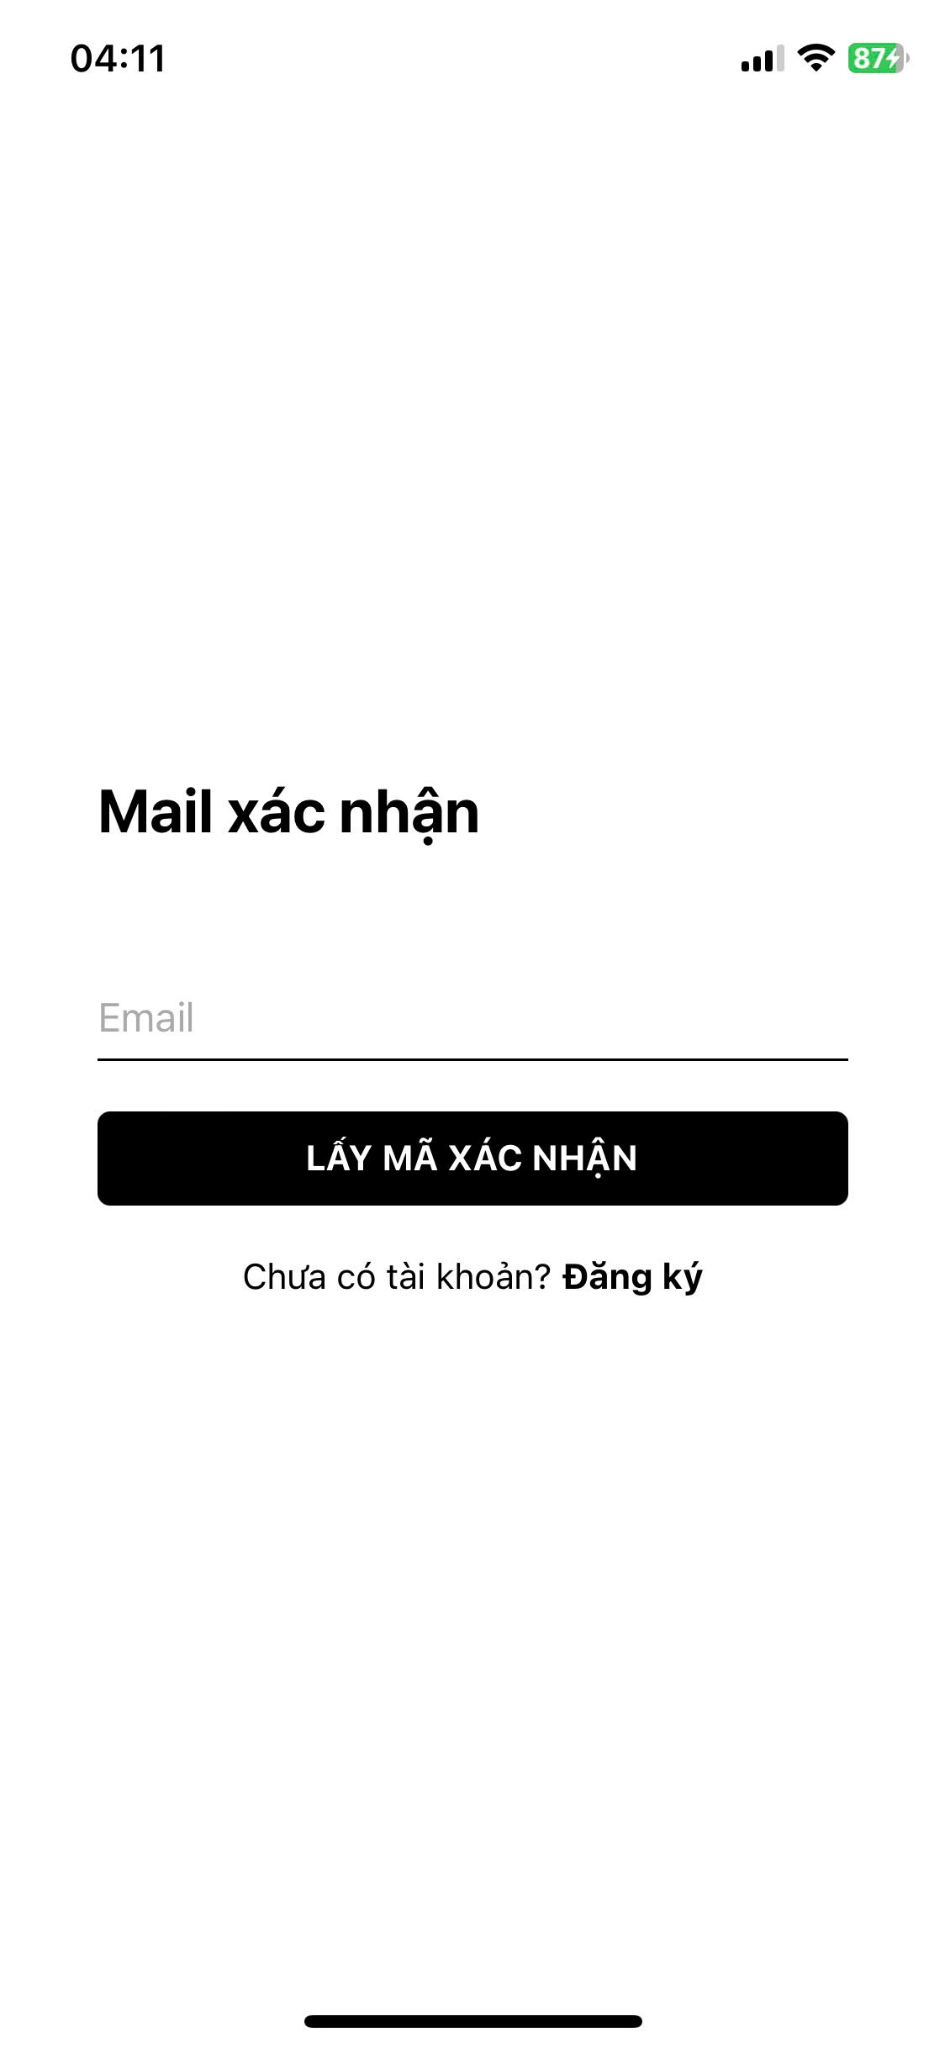 04:11
87
Mail xác nhận
Email
LẤY MÃ XÁC NHẬN
Chưa có tài khoản? Đăng ký